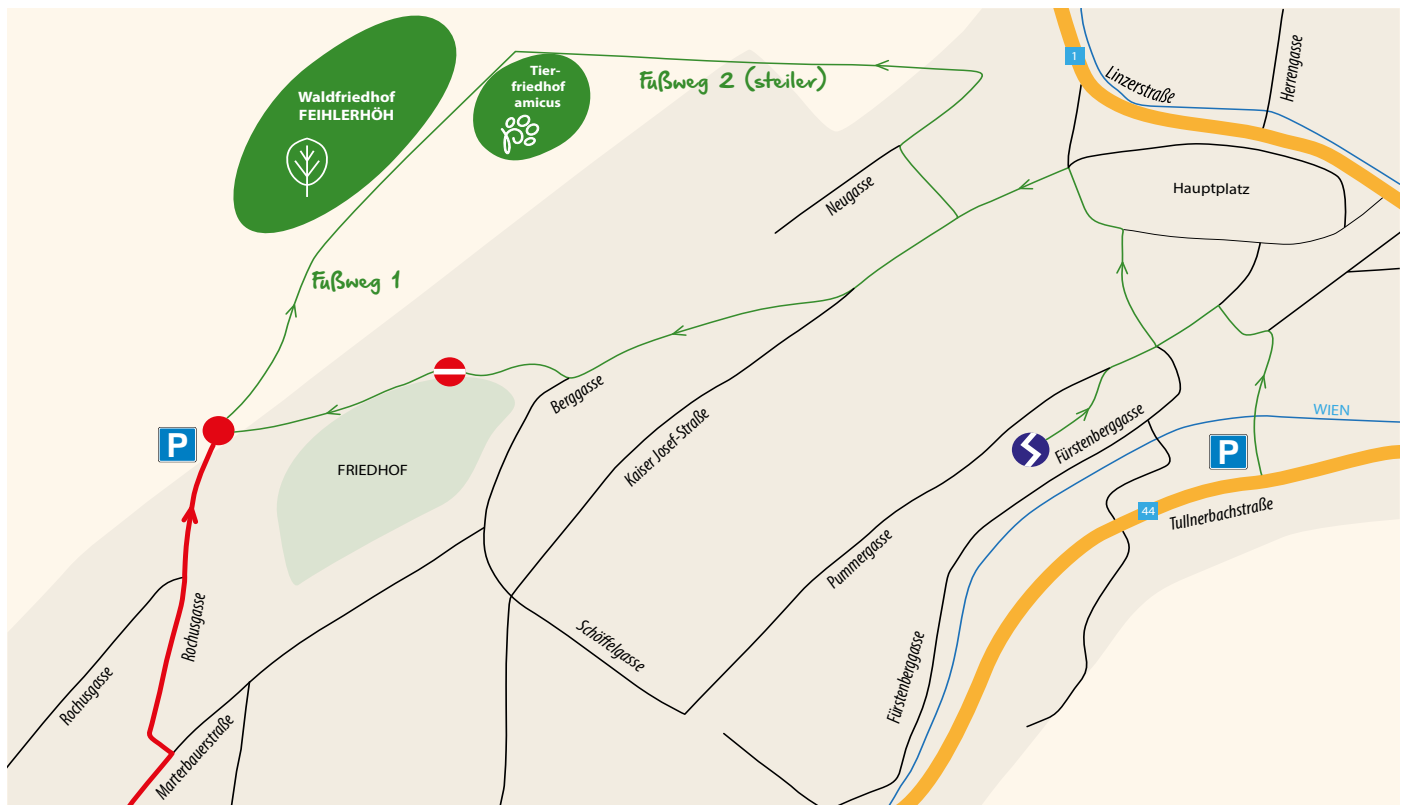 Waldfriedhof
FEIHLERHÖH
Tier-
friedhof
amicus
Fußweg 2 (steiler)
1
Linzerstraße
Herrengasse
Neugasse
Hauptplatz
Fußweg 1
Berggasse
P
FRIEDHOF
Kaiser Josef-Straße
Fürstenberggasse
WIEN
P
44
Tullnerbachstraße
Pummergasse
Rochusgasse
Schöffelgasse
Fürstenberggasse
Rochusgasse
Marterbauerstraße